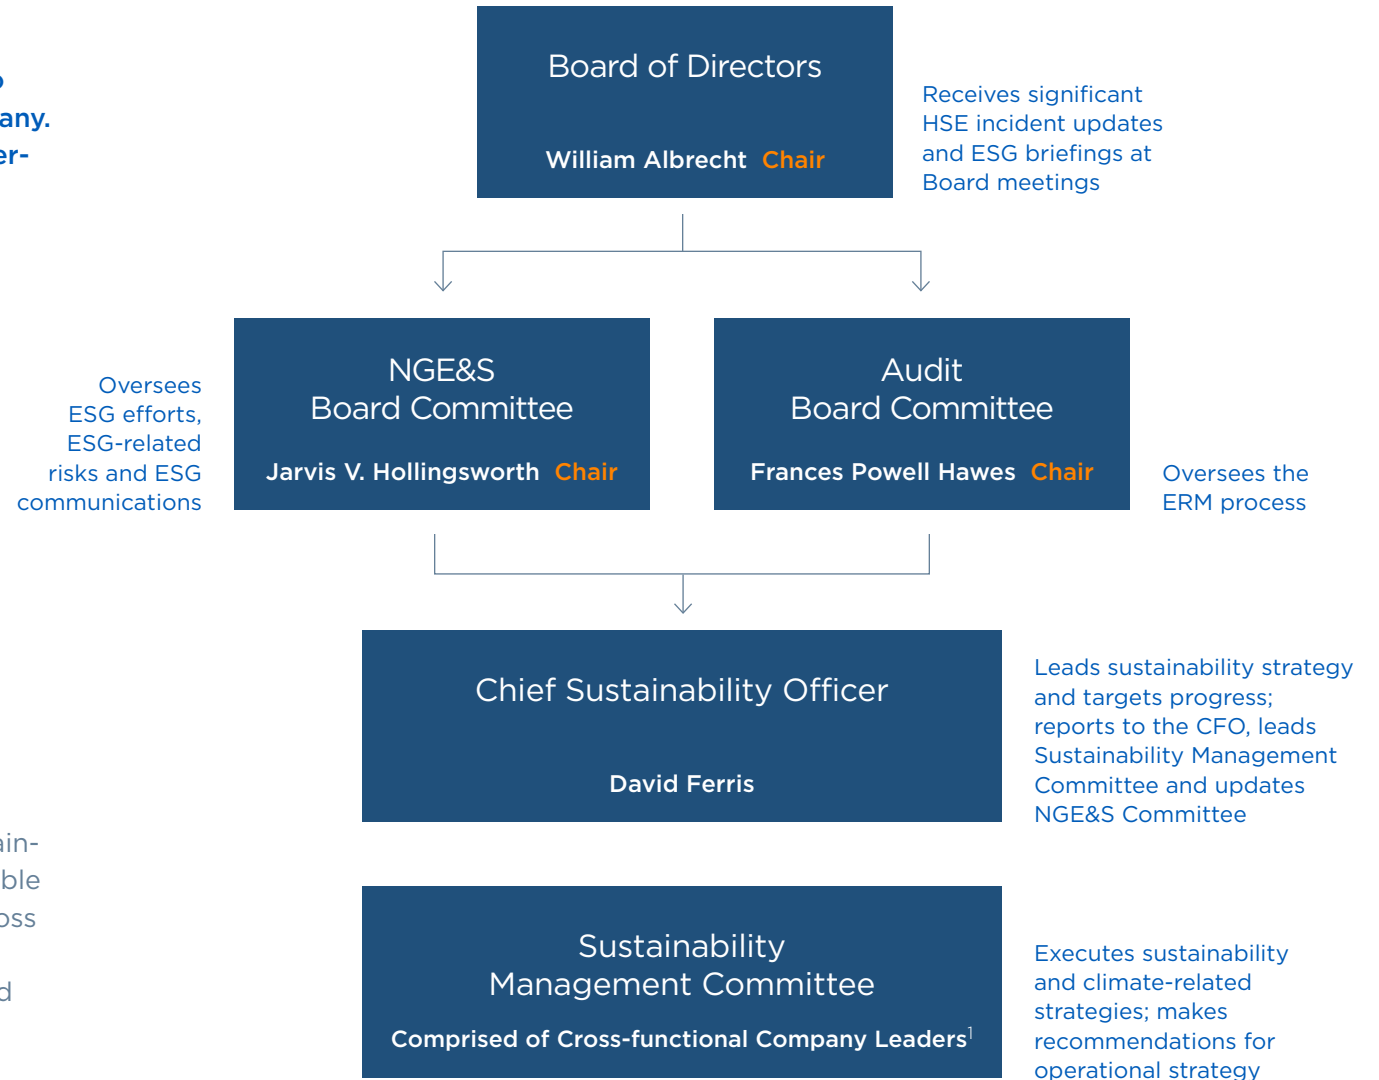 any.
er-
Board of Directors
William Albrecht Chair
Receives significant
HSE incident updates
and ESG briefings at
Board meetings
NGE&S
Board Committee
Jarvis V. Hollingsworth Chair
Oversees
ESG efforts,
ESG-related
risks and ESG
communications
Audit
Board Committee
Frances Powell Hawes Chair
Oversees the
ERM process
Chief Sustainability Officer
David Ferris
Leads sustainability strategy
and targets progress;
reports to the CFO, leads
Sustainability Management
Committee and updates
NGE&S Committee
ain-
ble
oss
d
Sustainability
Management Committee
Comprised of Cross-functional Company Leaders¹
Executes sustainability
and climate-related
strategies; makes
recommendations for
operational strategy